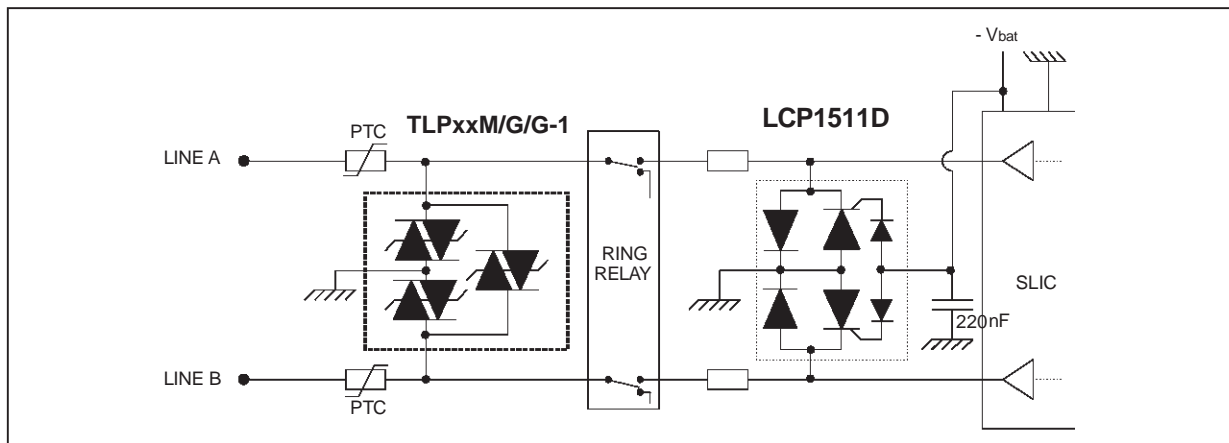 - Vbat
TLPxxM/G/G-1
LCP1511D
PTC
LINE A
RING
RELAY
SLIC
220nF
LINE B
PTC